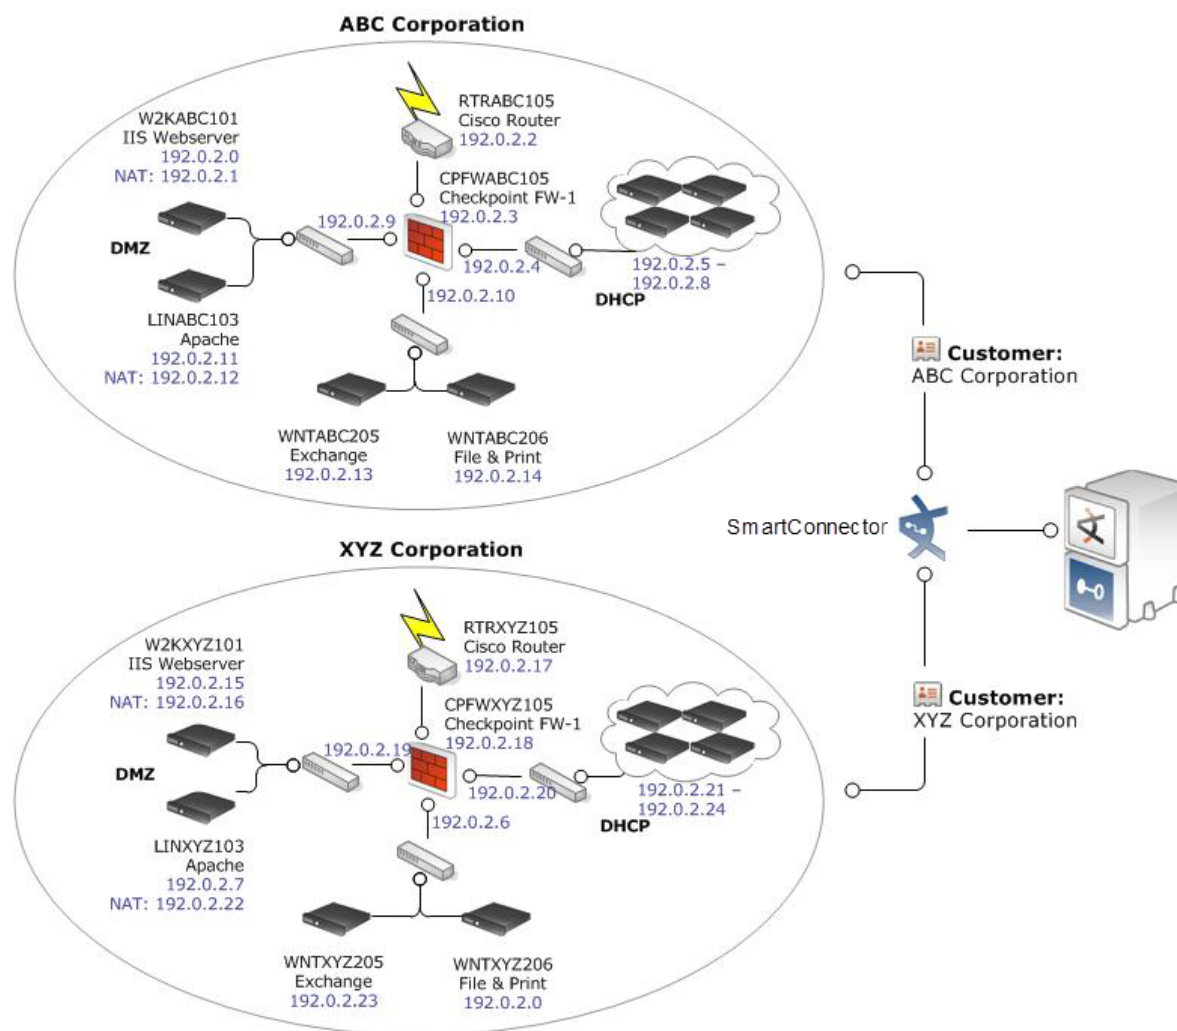 ABC Corporation
W2KABC101
IIS Webserver
192.0.2.0
NAT: 192.0.2.1
RTRABC105
Cisco Router
192.0.2.2
CPFWABC105
Checkpoint FW-1
192.0.2.3
192.0.2.9
DMZ
192.0.2.4
192.0.2.5 –
192.0.2.8
DHCP
192.0.2.10
LINABC103
Apache
192.0.2.11
NAT: 192.0.2.12
WNTABC205
Exchange
192.0.2.13
WNTABC206
File & Print
192.0.2.14
Customer:
ABC Corporation
SmartConnector
XYZ Corporation
W2KXYZ101
IIS Webserver
192.0.2.15
NAT: 192.0.2.16
RTRXYZ105
Cisco Router
192.0.2.17
CPFWXYZ105
Checkpoint FW-1
192.0.2.18
192.0.2.19
DMZ
192.0.2.20
192.0.2.21 –
192.0.2.24
DHCP
192.0.2.6
LINXYZ103
Apache
192.0.2.7
NAT: 192.0.2.22
WNTXYZ205
Exchange
192.0.2.23
WNTXYZ206
File & Print
192.0.2.0
Customer:
XYZ Corporation